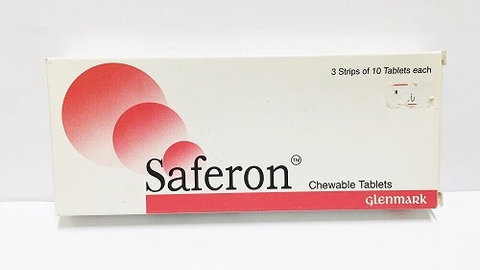 3 Strips of 10 Tablets each
Saferon™
Chewable Tablets
glenmark